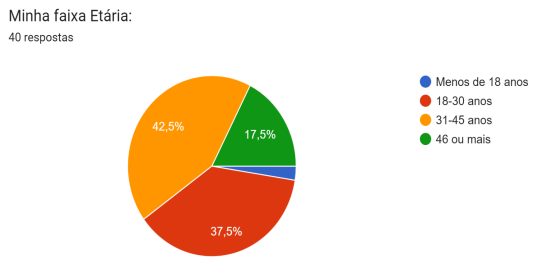 Minha faixa Etária:
40 respostas
Menos de 18 anos
18-30 anos
31-45 anos
46 ou mais
42,5%
17,5%
37,5%